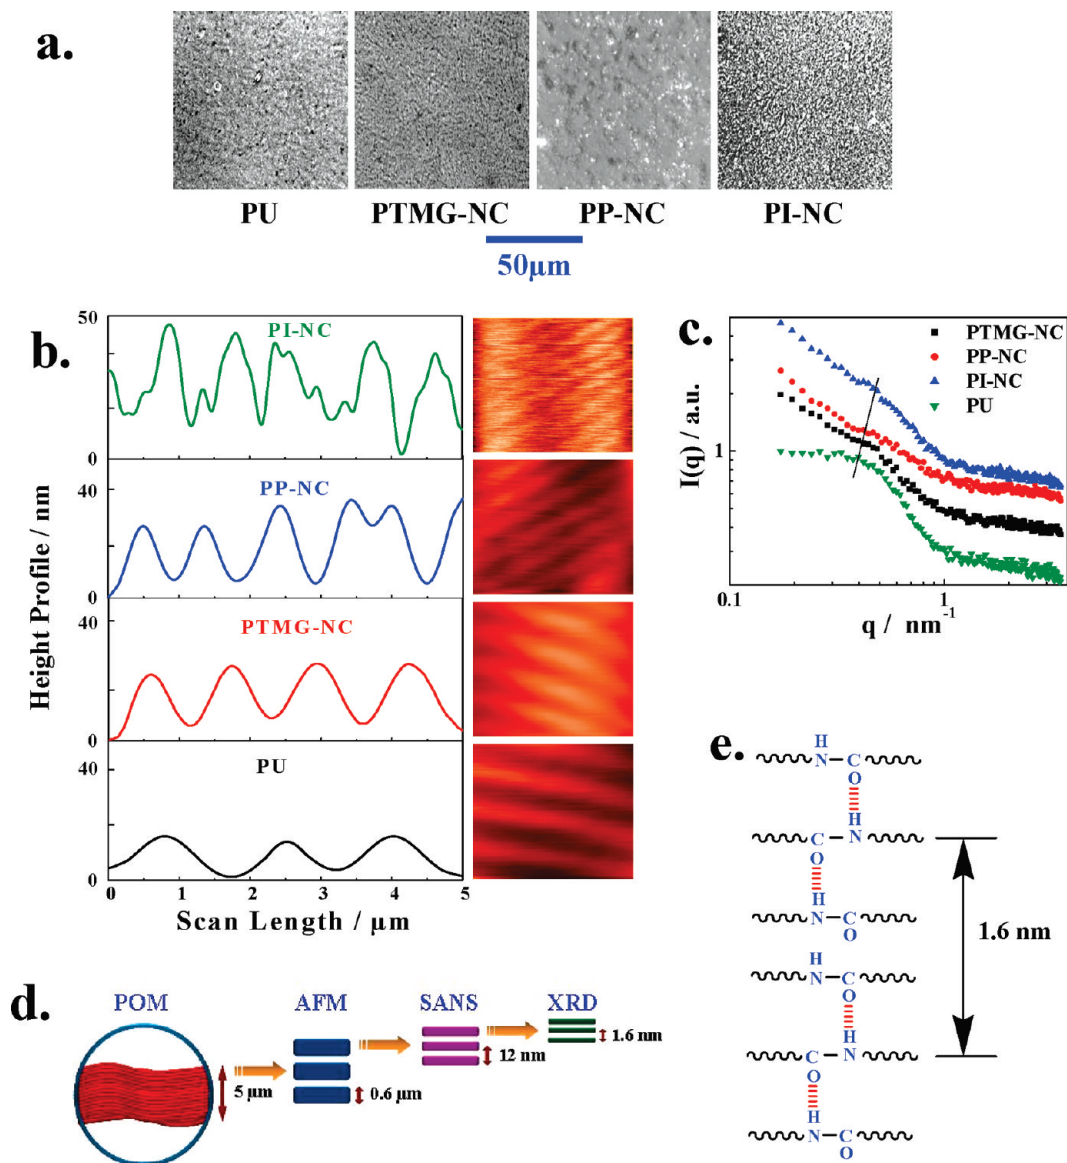 a.
PU PTMG-NC PP-NC PI-NC
50μm
b.
Height Profile / nm
50
PI-NC
0
40
PP-NC
0
40
PTMG-NC
0
40
PU
0
0 1 2 3 4 5
Scan Length / μm
c.
PTMG-NC
PP-NC
PI-NC
PU
I(q) / a.u.
1
0.1 1
q / nm-1
d.
POM AFM SANS XRD
5 μm 0.6 μm 12 nm 1.6 nm
e.
H
N C
O
H
C N
O
H
N C
O
1.6 nm
H
N C
O
H
C N
O
H
N C
O